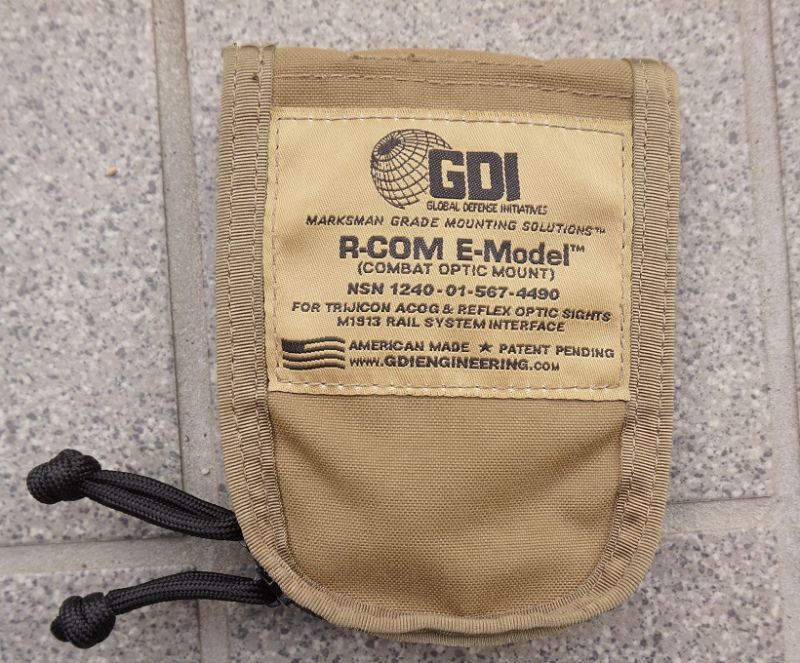 GDI
GLOBAL DEFENSE INITIATIVES
MARKSMAN GRADE MOUNTING SOLUTIONS™
R-COM E-Model™
(COMBAT OPTIC MOUNT)
NSN 1240-01-567-4490
FOR TRIJICON ACOG & REFLEX OPTIC SIGHTS
M1913 RAIL SYSTEM INTERFACE
AMERICAN MADE ★ PATENT PENDING
www.GDIENGINEERING.COM